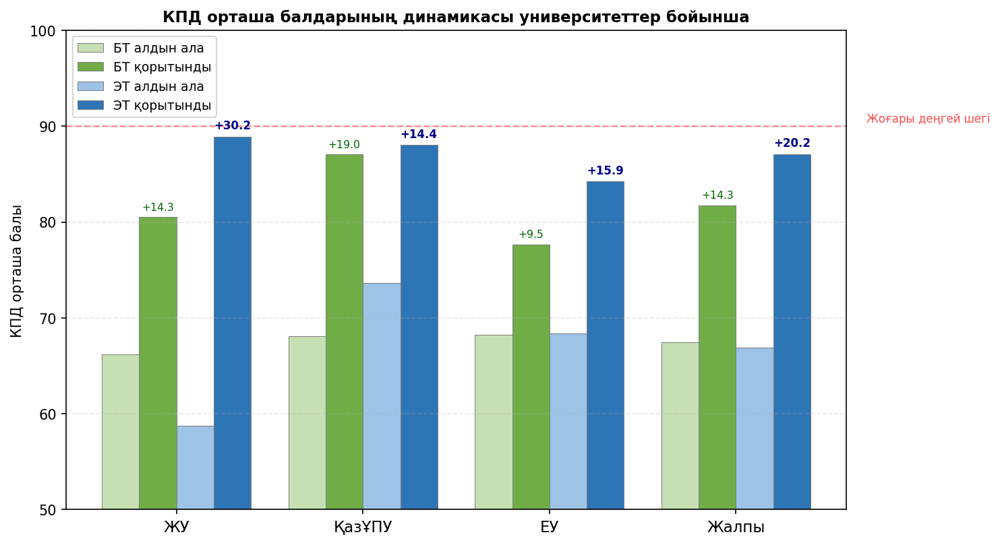 КПД орташа балдарының динамикасы университеттер бойынша
БТ алдын ала
БТ қорытынды
ЭТ алдын ала
ЭТ қорытынды
100
90
80
70
60
50
КПД орташа балы
Жоғары деңгей шегі
+14.3
+30.2
+19.0
+14.4
+9.5
+15.9
+14.3
+20.2
ЖУ
ҚазҰПУ
ЕУ
Жалпы